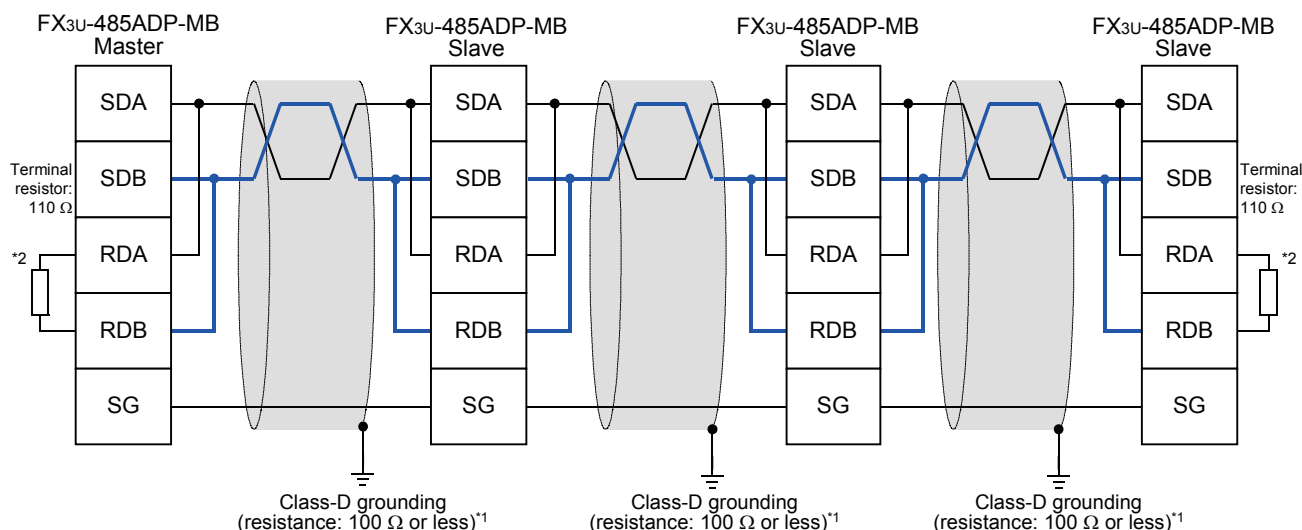 FX3U-485ADP-MB
Master
FX3U-485ADP-MB
Slave
FX3U-485ADP-MB
Slave
FX3U-485ADP-MB
Slave
SDA
SDA
SDA
SDA
Terminal
resistor:
110 Ω
SDB
SDB
SDB
SDB
Terminal
resistor:
110 Ω
*2
RDA
RDA
RDA
RDA
*2
RDB
RDB
RDB
RDB
SG
SG
SG
SG
Class-D grounding
(resistance: 100 Ω or less)*1
Class-D grounding
(resistance: 100 Ω or less)*1
Class-D grounding
(resistance: 100 Ω or less)*1